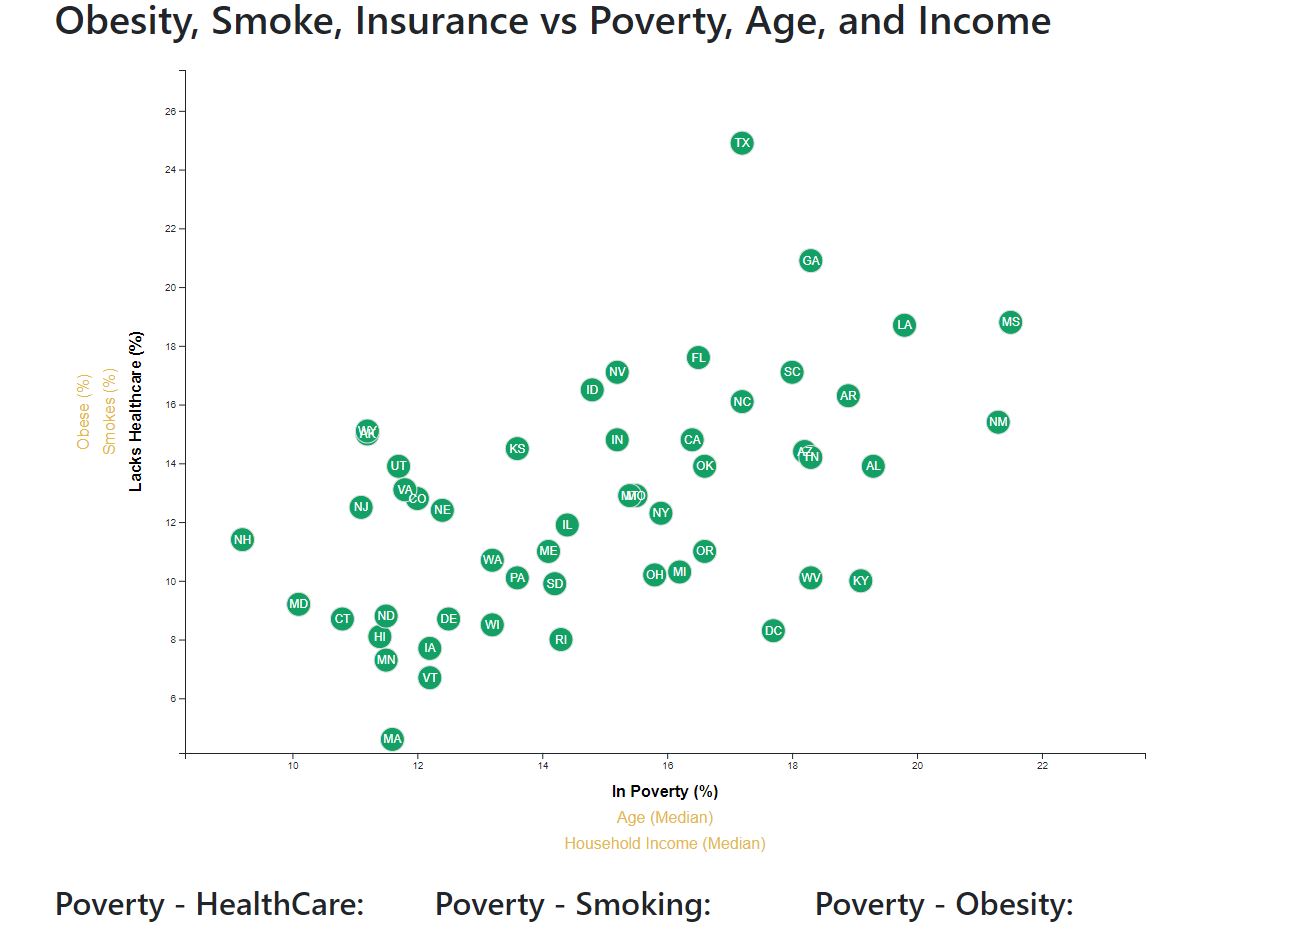 Obesity, Smoke, Insurance vs Poverty, Age, and Income
26
24
22
20
18
16
14
12
10
8
6
Obese (%)
Smokes (%)
Lacks Healthcare (%)
TX
GA
LA
MS
FL
NV
SC
ID
AR
NC
NM
WY
AK
IN
CA
KS
AZ
TN
UT
OK
AL
VA
CO
MT
MO
NJ
NE
NY
IL
NH
ME
OR
WA
PA
SD
OH
MI
WV
KY
MD
CT
ND
DE
WI
DC
HI
RI
IA
MN
VT
MA
10
12
14
16
18
20
22
In Poverty (%)
Age (Median)
Household Income (Median)
Poverty - HealthCare:
Poverty - Smoking:
Poverty - Obesity: